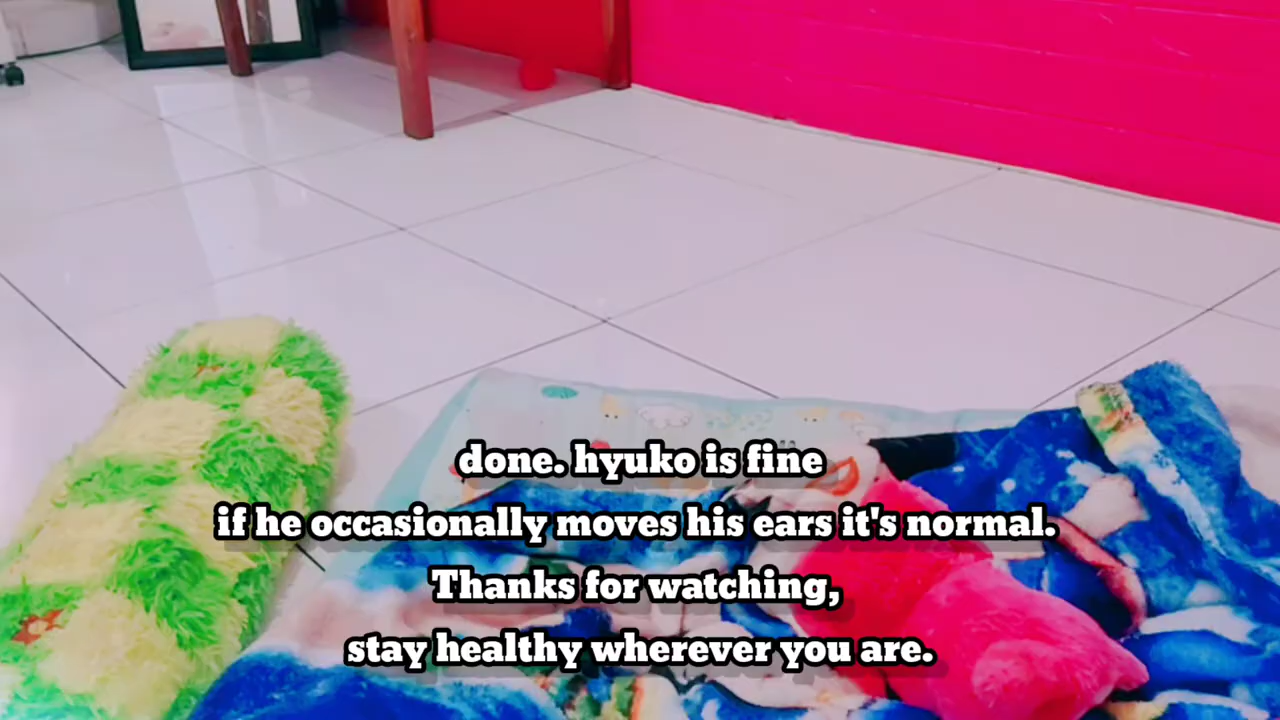 done. hyuko is fine
if he occasionally moves his ears it's normal.
Thanks for watching,
stay healthy wherever you are.